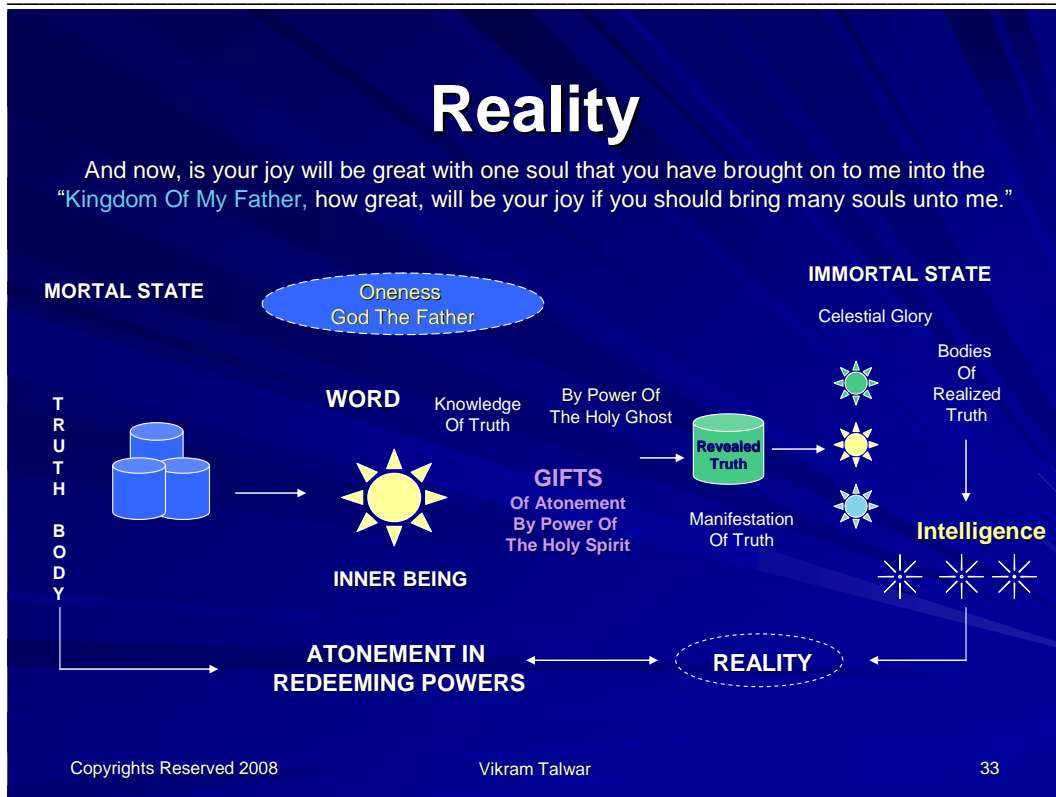 Reality
And now, is your joy will be great with one soul that you have brought on to me into the
“Kingdom Of My Father, how great, will be your joy if you should bring many souls unto me.”
MORTAL STATE
Oneness
God The Father
IMMORTAL STATE
Celestial Glory
Bodies
Of
Realized
Truth
T
R
U
T
H
B
O
D
Y
WORD
Knowledge
Of Truth
By Power Of
The Holy Ghost
Revealed
Truth
GIFTS
Of Atonement
By Power Of
The Holy Spirit
Manifestation
Of Truth
Intelligence
INNER BEING
ATONEMENT IN
REDEEMING POWERS
REALITY
Copyrights Reserved 2008
Vikram Talwar
33